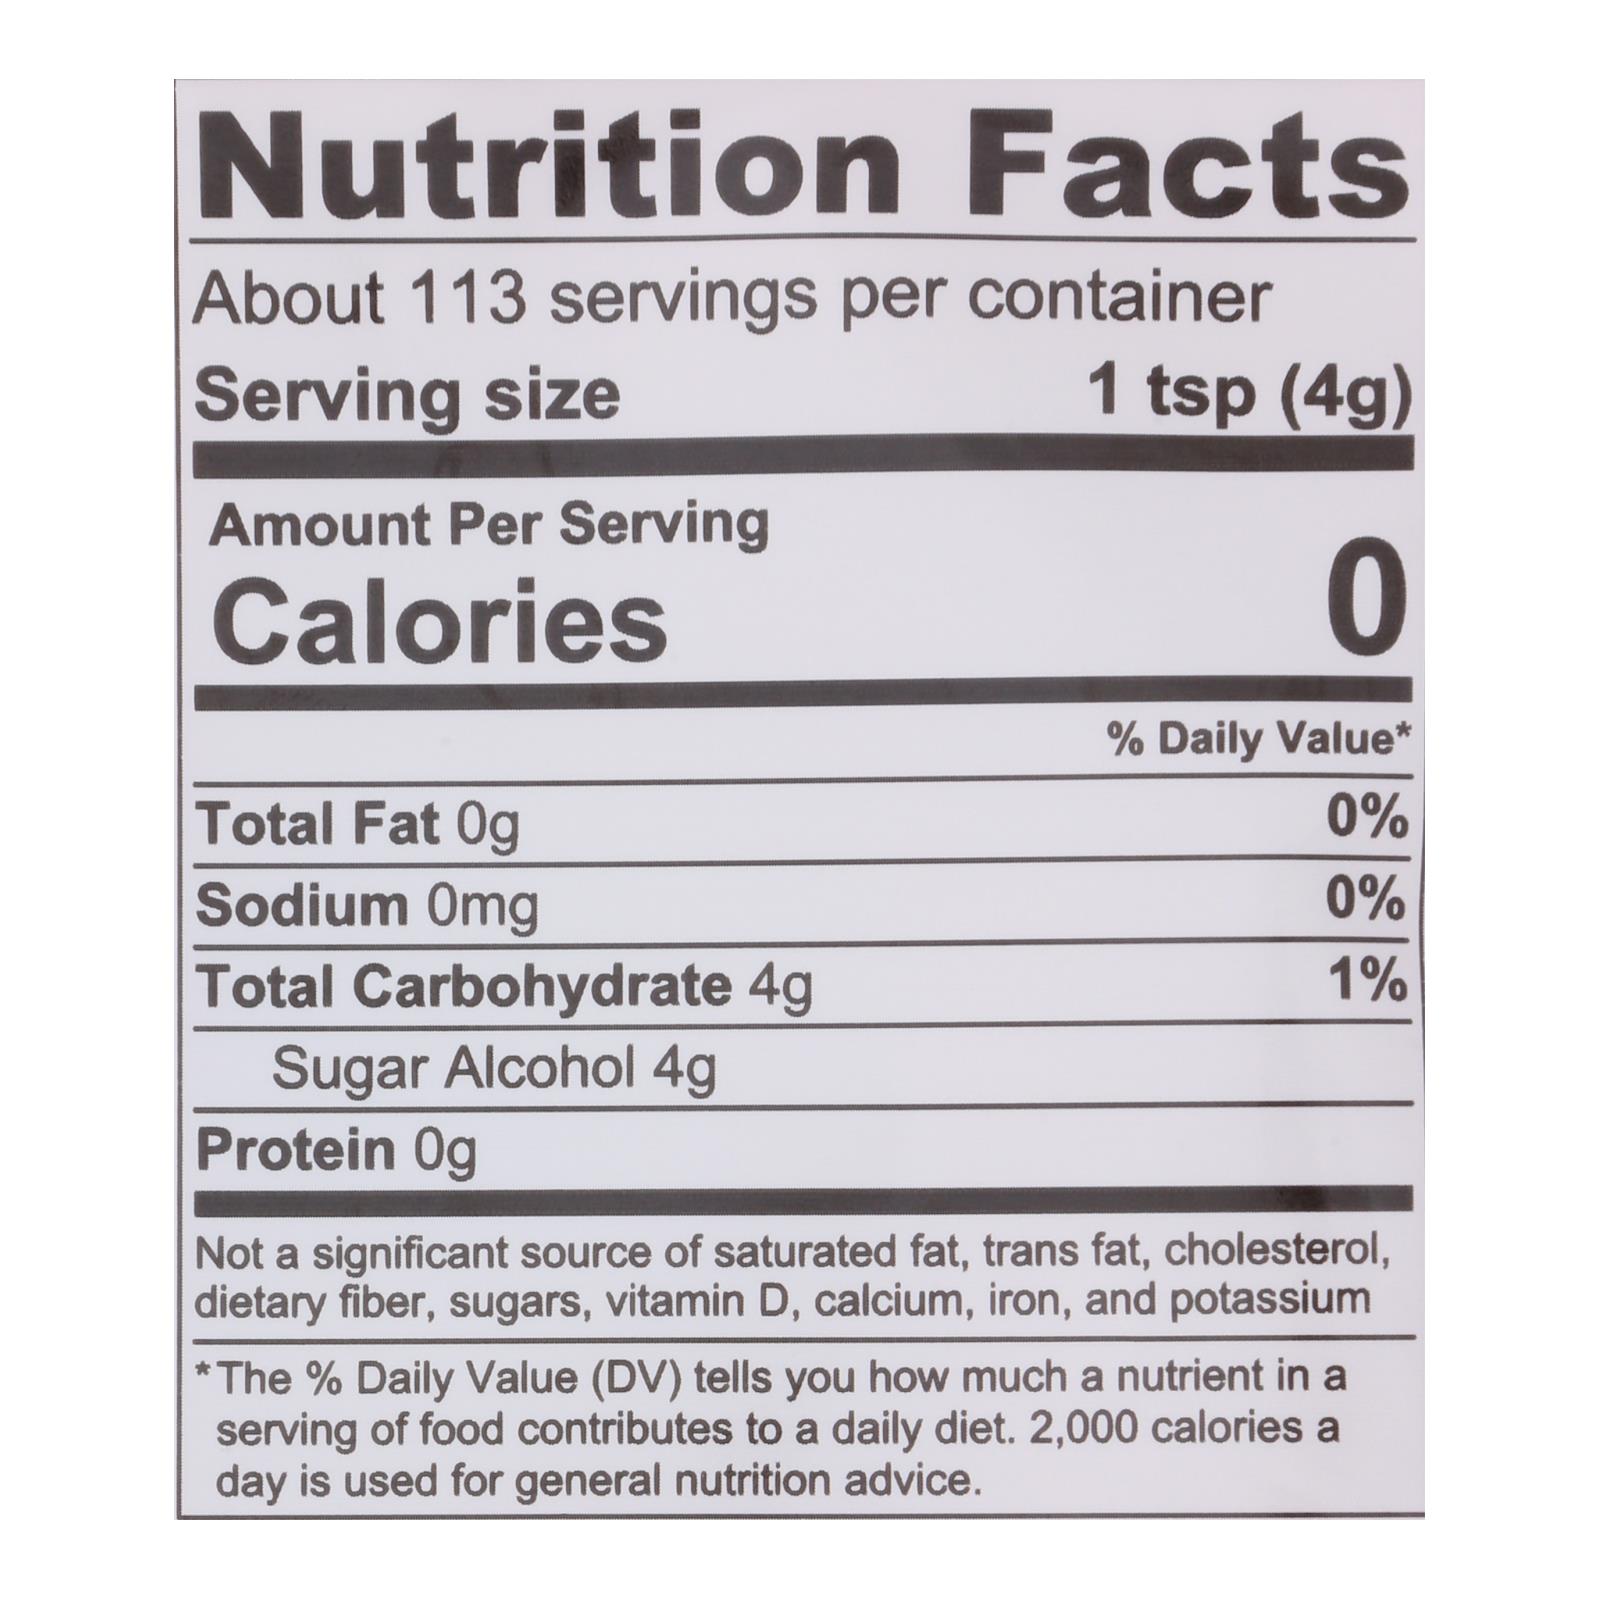 Nutrition Facts
About 113 servings per container
Serving size 1 tsp (4g)
Amount Per Serving
Calories 0
% Daily Value*
Total Fat 0g 0%
Sodium 0mg 0%
Total Carbohydrate 4g 1%
Sugar Alcohol 4g
Protein 0g
Not a significant source of saturated fat, trans fat, cholesterol,
dietary fiber, sugars, vitamin D, calcium, iron, and potassium
*The % Daily Value (DV) tells you how much a nutrient in a
serving of food contributes to a daily diet. 2,000 calories a
day is used for general nutrition advice.